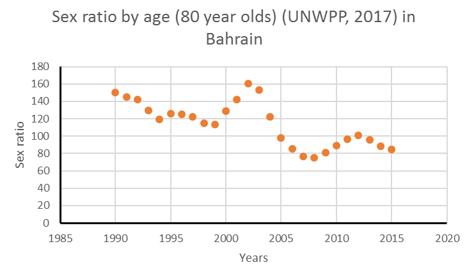 Sex ratio by age (80 year olds) (UNWPP, 2017) in
Bahrain
180
160
140
120
100
80
60
40
20
0
Sex ratio
1985 1990 1995 2000 2005 2010 2015 2020
Years